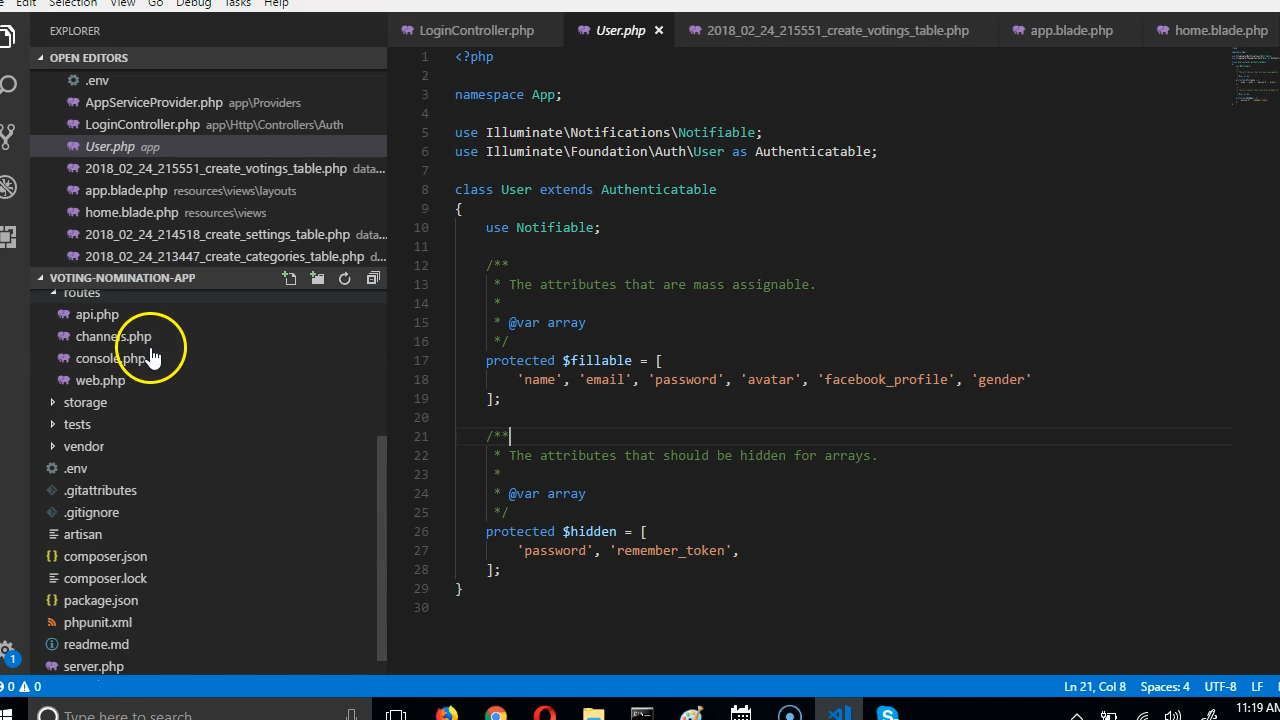 Edit Selection View Go Debug Tasks Help
EXPLORER
OPEN EDITORS
.env
AppServiceProvider.php app\Providers
LoginController.php app\Http\Controllers\Auth
User.php app
2018_02_24_215551_create_votings_table.php data...
app.blade.php resources\views\layouts
home.blade.php resources\views
2018_02_24_214518_create_settings_table.php data...
2018_02_24_213447_create_categories_table.php d...
VOTING-NOMINATION-APP
routes
api.php
channels.php
console.php
web.php
storage
tests
vendor
.env
.gitattributes
.gitignore
artisan
composer.json
composer.lock
package.json
phpunit.xml
readme.md
server.php
LoginController.php User.php 2018_02_24_215551_create_votings_table.php app.blade.php home.blade.php
1 <?php
2
3 namespace App;
4
5 use Illuminate\Notifications\Notifiable;
6 use Illuminate\Foundation\Auth\User as Authenticatable;
7
8 class User extends Authenticatable
9 {
10 use Notifiable;
11
12 /**
13 * The attributes that are mass assignable.
14 *
15 * @var array
16 */
17 protected $fillable = [
18 'name', 'email', 'password', 'avatar', 'facebook_profile', 'gender'
19 ];
20
21 /**
22 * The attributes that should be hidden for arrays.
23 *
24 * @var array
25 */
26 protected $hidden = [
27 'password', 'remember_token',
28 ];
29 }
30
1
0 0 Ln 21, Col 8 Spaces: 4 UTF-8 LF
Type here to search
11:19 AM